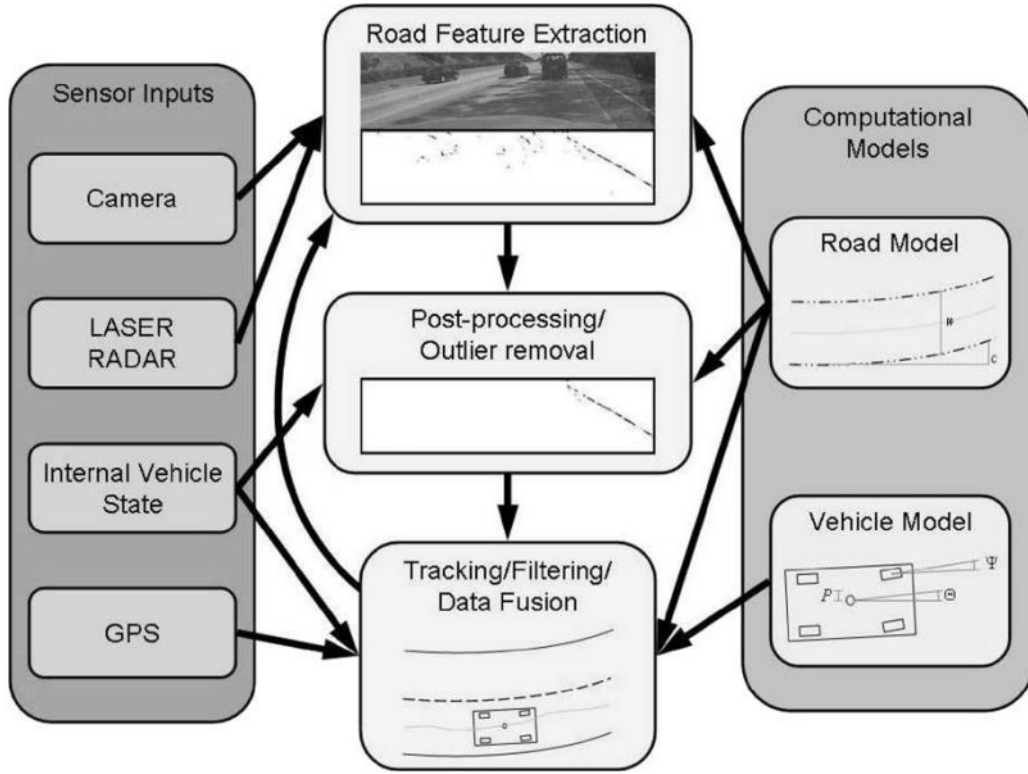 Road Feature Extraction
Sensor Inputs
Camera
LASER
RADAR
Internal Vehicle
State
GPS
Post-processing/
Outlier removal
Tracking/Filtering/
Data Fusion
Computational
Models
Road Model
W
C
Vehicle Model
P
Θ
Ψ